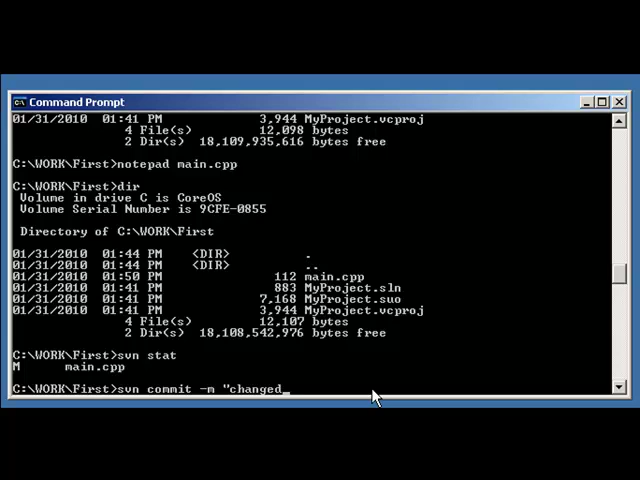 Command Prompt
01/31/2010  01:41 PM             3,944 MyProject.vcproj
               4 File(s)         12,098 bytes
               2 Dir(s)  18,109,935,616 bytes free
C:\WORK\First>notepad main.cpp
C:\WORK\First>dir
 Volume in drive C is CoreOS
 Volume Serial Number is 9CFE-0855
 Directory of C:\WORK\First
01/31/2010  01:44 PM    <DIR>          .
01/31/2010  01:44 PM    <DIR>          ..
01/31/2010  01:50 PM               112 main.cpp
01/31/2010  01:41 PM               883 MyProject.sln
01/31/2010  01:41 PM             7,168 MyProject.suo
01/31/2010  01:41 PM             3,944 MyProject.vcproj
               4 File(s)         12,107 bytes
               2 Dir(s)  18,108,542,976 bytes free
C:\WORK\First>svn stat
M      main.cpp
C:\WORK\First>svn commit -m "changed_